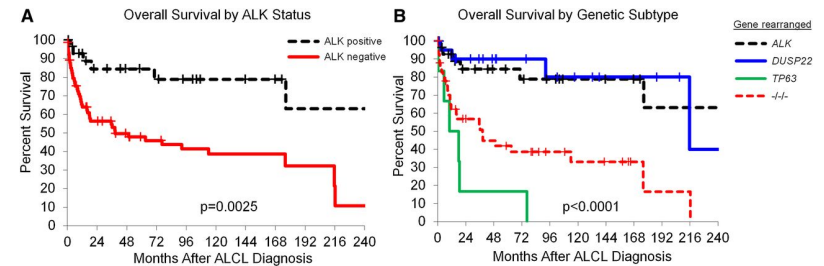 A
Overall Survival by ALK Status
Percent Survival
100
90
80
70
60
50
40
30
20
10
0
ALK positive
ALK negative
p=0.0025
0 24 48 72 96 120 144 168 192 216 240
Months After ALCL Diagnosis
B
Overall Survival by Genetic Subtype
Percent Survival
100
90
80
70
60
50
40
30
20
10
0
p<0.0001
0 24 48 72 96 120 144 168 192 216 240
Months After ALCL Diagnosis
Gene rearranged
ALK
DUSP22
TP63
-/-/-